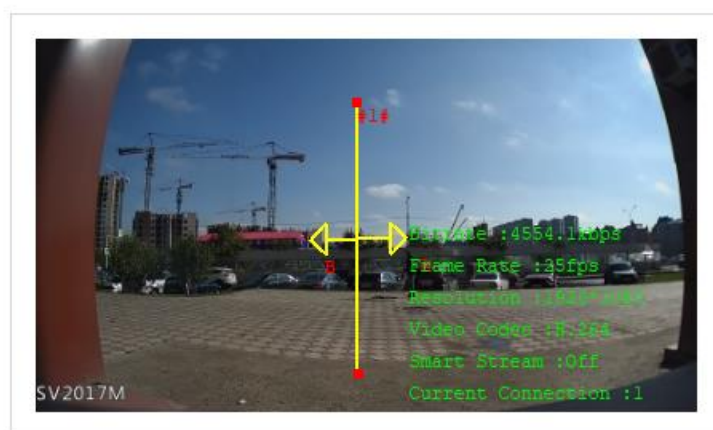 #1#
Bitrate :4554.1kbps
B
Frame Rate :25fps
Resolution :1920*1080
Video Codec :H.264
Smart Stream :Off
SV2017M
Current Connection :1